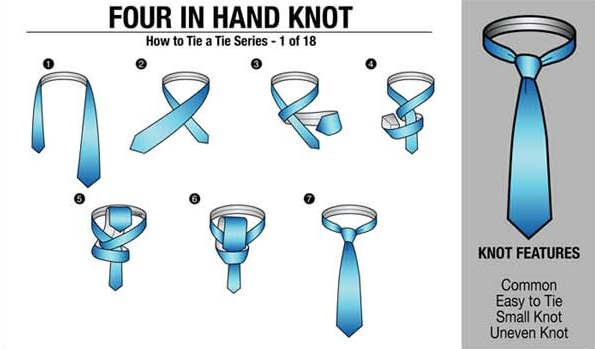 FOUR IN HAND KNOT
How to Tie a Tie Series - 1 of 18
1
2
3
4
5
6
7
KNOT FEATURES
Common
Easy to Tie
Small Knot
Uneven Knot